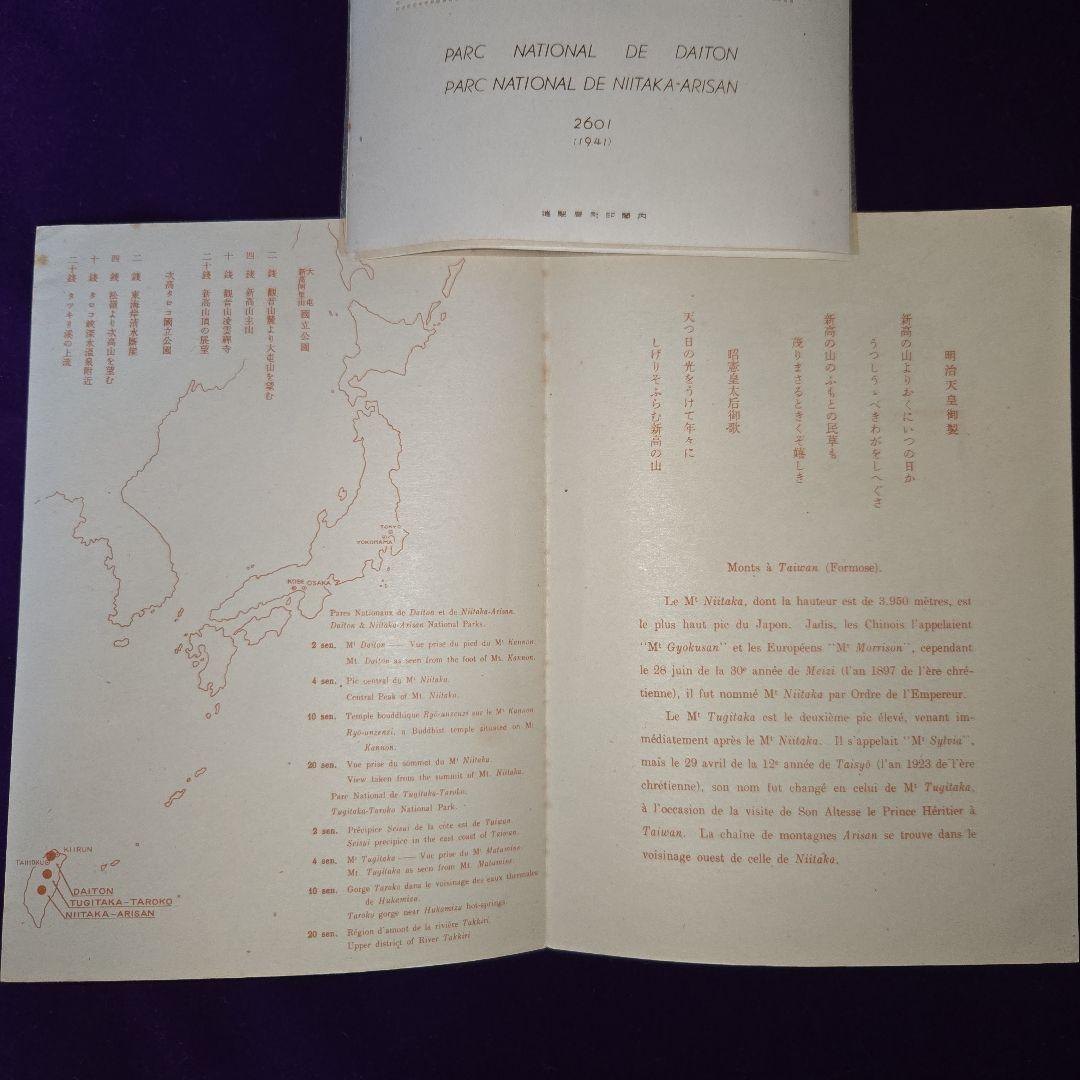 PARC NATIONAL DE DAITON
PARC NATIONAL DE NIITAKA-ARISAN
2601
(1941)
內閣印刷局製造
大屯
新高阿里山
國立公園
二錢 觀音山麓より大屯山を望む
四錢 新高山主山
十錢 觀音山凌雲禪寺
二十錢 新高山頂の展望
次高タロコ國立公園
二錢 東海岸清水斷崖
四錢 松嶺より次高山を望む
十錢 タロコ峽深水溫泉附近
二十錢 タツキリ溪の上流
TOKYO
YOKOHAMA
KOBE OSAKA
KIIRUN
TAIHOKU
DAITON
TUGITAKA-TAROKO
NIITAKA-ARISAN
Parcs Nationaux de Daiton et de Niitaka-Arisan.
Daiton & Niitaka-Arisan National Parks.
2 sen. Mt Daiton — Vue prise du pied du Mt Kannon.
Mt. Daiton as seen from the foot of Mt. Kannon.
4 sen. Pic central du Mt Niitaka.
Central Peak of Mt. Niitaka.
10 sen. Temple bouddhique Ryō-unzenzi sur le Mt Kannon
Ryō-unzenzi, a Buddhist temple situated on Mt
Kannon.
20 sen. Vue prise du sommet du Mt Niitaka.
View taken from the summit of Mt. Niitaka.
Parc National de Tugitaka-Taroko.
Tugitaka-Taroko National Park.
2 sen. Précipice Seisui de la côte est de Taiwan.
Seisui precipice in the east coast of Taiwan.
4 sen. Mt Tugitaka — Vue prise du Mt Matumine.
Mt. Tugitaka as seen from Mt. Matumine.
10 sen. Gorge Taroko dans le voisinage des eaux thermales
de Hukamizu.
Taroko gorge near Hukamizu hot-springs.
20 sen. Région d'amont de la rivière Takkiri.
Upper district of River Takkiri
明治天皇御製
新高の山よりおくにいつの日か
うつしうゝべきわがをしへぐさ
新高の山のふもとの民草も
茂りまさるときくぞ嬉しき
昭憲皇太后御歌
天つ日の光をうけて年々に
しげりそふらむ新高の山
Monts à Taiwan (Formose).
Le Mt Niitaka, dont la hauteur est de 3.950 mètres, est
le plus haut pic du Japon. Jadis, les Chinois l'appelaient
"Mt Gyokusan" et les Européens "Mt Morrison", cependant
le 28 juin de la 30e année de Meizi (l'an 1897 de l'ère chré-
tienne), il fut nommé Mt Niitaka par Ordre de l'Empereur.
Le Mt Tugitaka est le deuxième pic élevé, venant im-
médiatement après le Mt Niitaka. Il s'appelait "Mt Sylvia",
mais le 29 avril de la 12e année de Taisyō (l'an 1923 de l'ère
chrétienne), son nom fut changé en celui de Mt Tugitaka,
à l'occasion de la visite de Son Altesse le Prince Héritier à
Taiwan. La chaîne de montagnes Arisan se trouve dans le
voisinage ouest de celle de Niitaka.